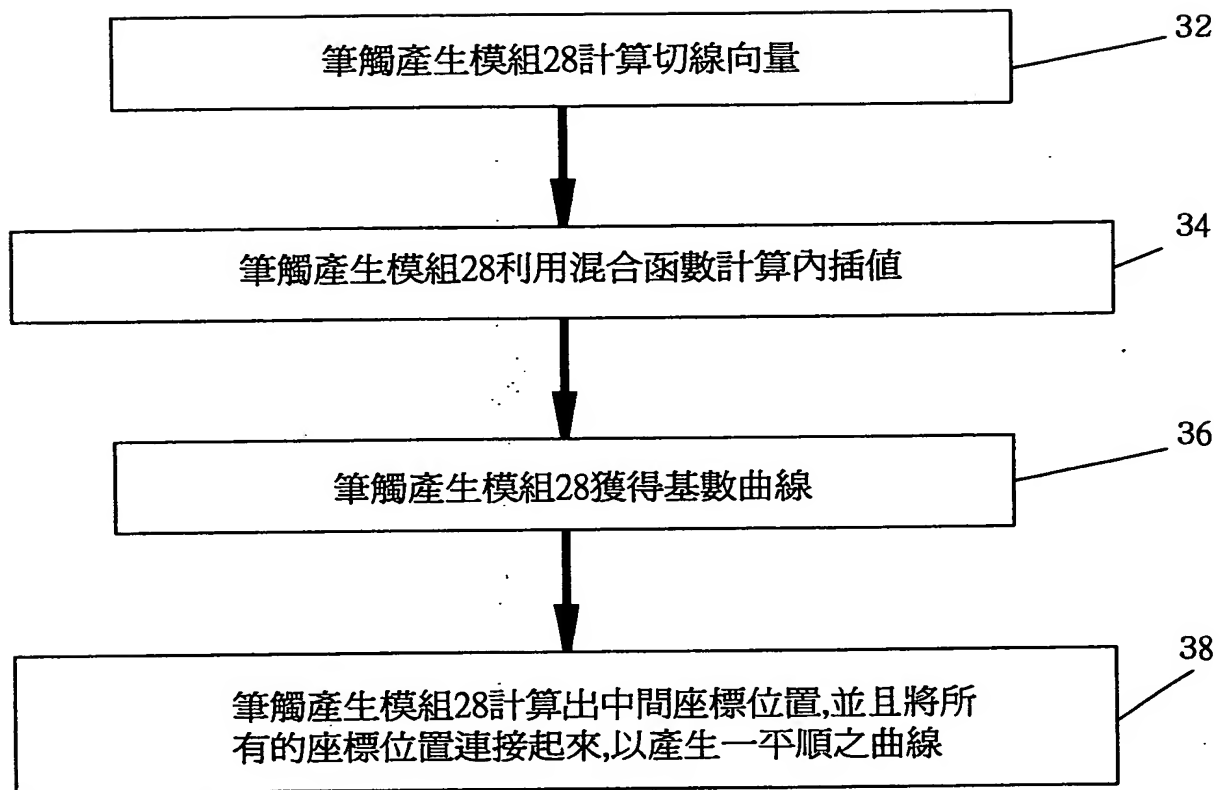 筆觸產生模組28計算切線向量
32
筆觸產生模組28利用混合函數計算內插值
34
筆觸產生模組28獲得基數曲線
36
筆觸產生模組28計算出中間座標位置,並且將所
有的座標位置連接起來,以產生一平順之曲線
38